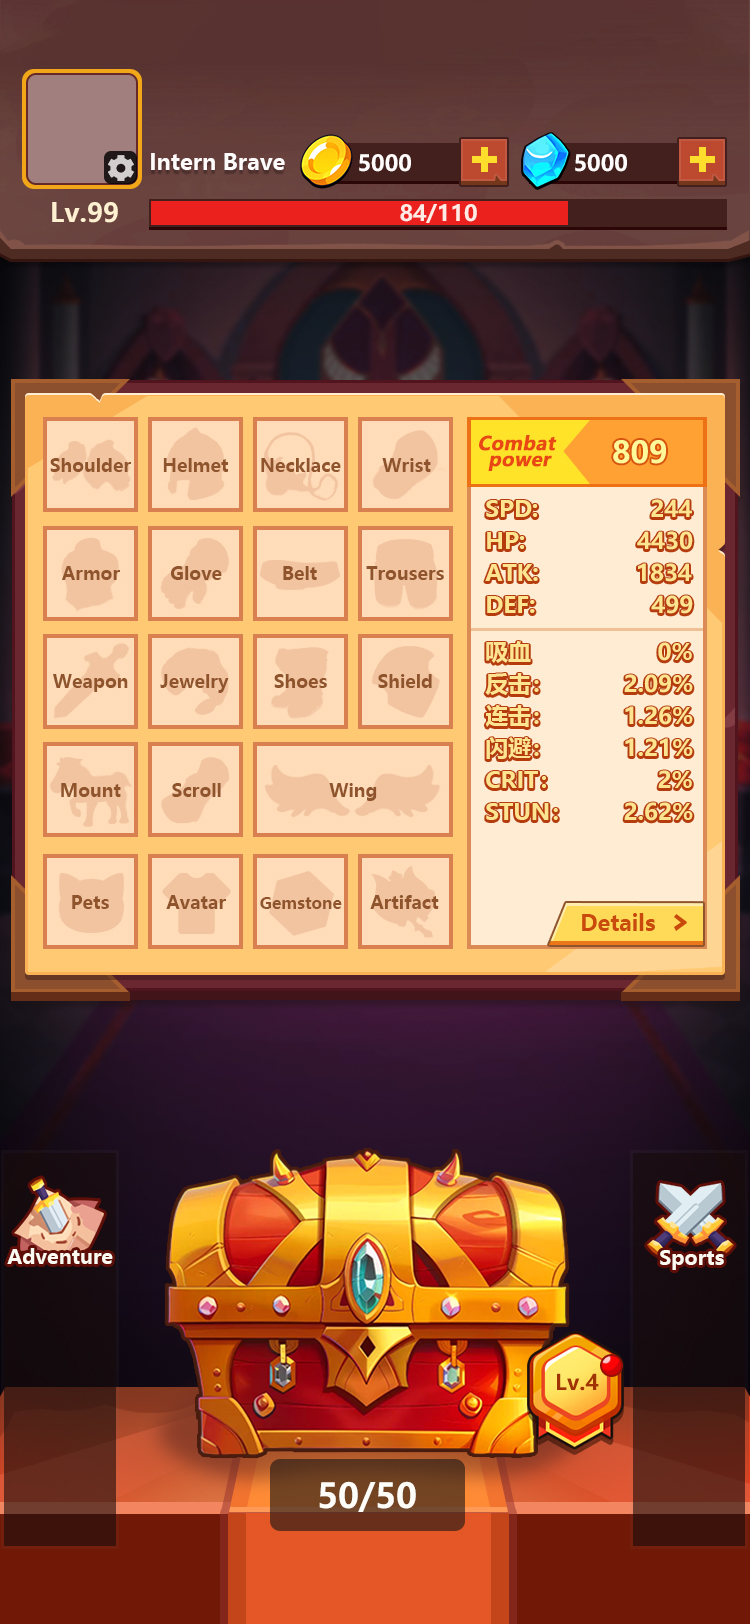 Intern Brave
5000
5000
Lv.99
84/110
Shoulder
Helmet
Necklace
Wrist
Armor
Glove
Belt
Trousers
Weapon
Jewelry
Shoes
Shield
Mount
Scroll
Wing
Pets
Avatar
Gemstone
Artifact
Combat
power
809
SPD: 244
HP: 4430
ATK: 1834
DEF: 499
吸血 0%
反击: 2.09%
连击: 1.26%
闪避: 1.21%
CRIT: 2%
STUN: 2.62%
Details >
Adventure
Sports
Lv.4
50/50